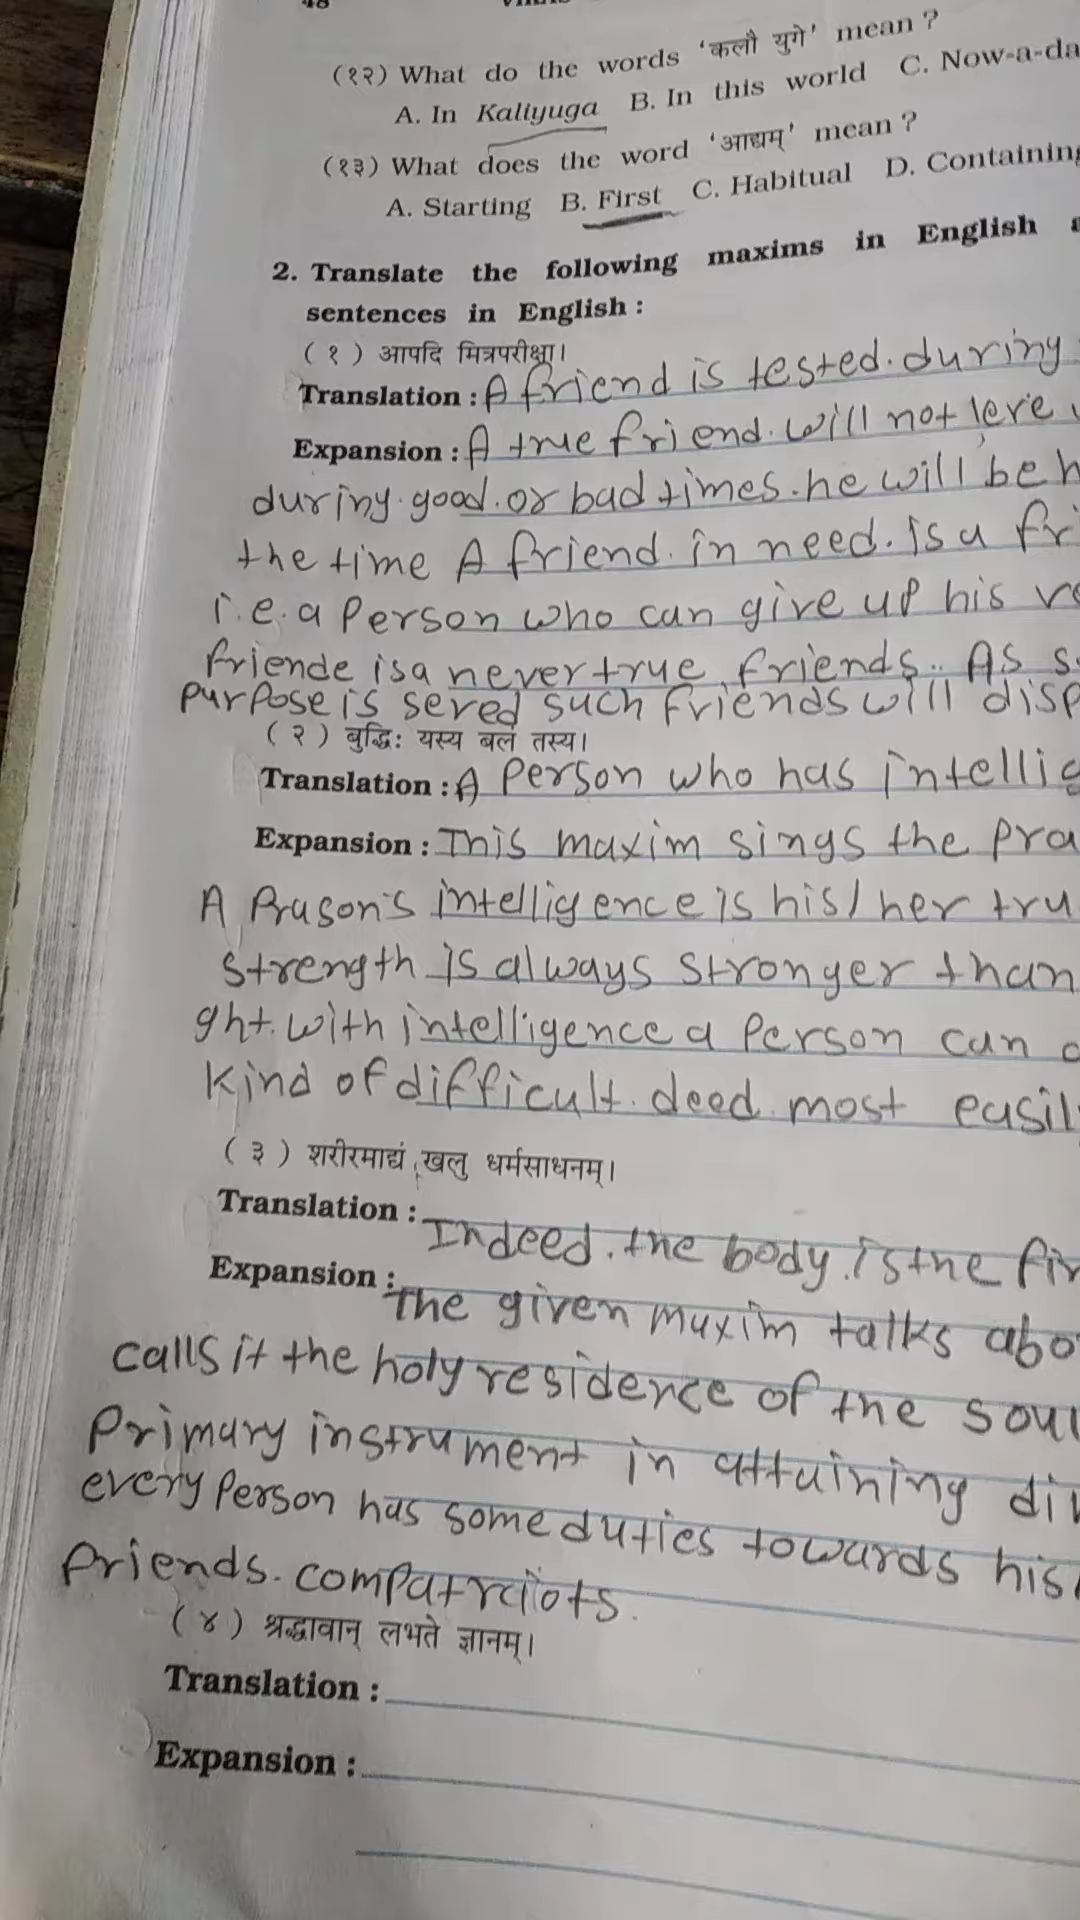 48
(१२) What do the words 'कलौ युगे' mean ?
A. In Kaliyuga B. In this world C. Now-a-da
(१३) What does the word 'आद्यम्' mean ?
A. Starting B. First C. Habitual D. Containing
2. Translate the following maxims in English
sentences in English :
( १ ) आपदि मित्रपरीक्षा।
Translation : A friend is tested. during
Expansion : A true friend. will not leve
during. good. or bad times. he will be h
the time A friend. in need. is a fri
i.e. a person who can give up his
friende is a never true friends.. As s
purpose is sered such friends will disp
( २ ) बुद्धिः यस्य बलं तस्य।
Translation : A Person who has intellig
Expansion : This maxim sings the pra
A Prason's intelligence is his/her tru
strength is always stronger than
ght. with intelligence a person can
kind of difficult. deed. most easil
( ३ ) शरीरमाद्यं खलु धर्मसाधनम्।
Translation : Indeed. the body. is the fir
Expansion : The given maxim talks abo
calls it the holy residence of the soul
Primary instrument in attaining di
every person has some duties towards his
friends. compatraiots.
( ४ ) श्रद्धावान् लभते ज्ञानम्।
Translation :
Expansion :